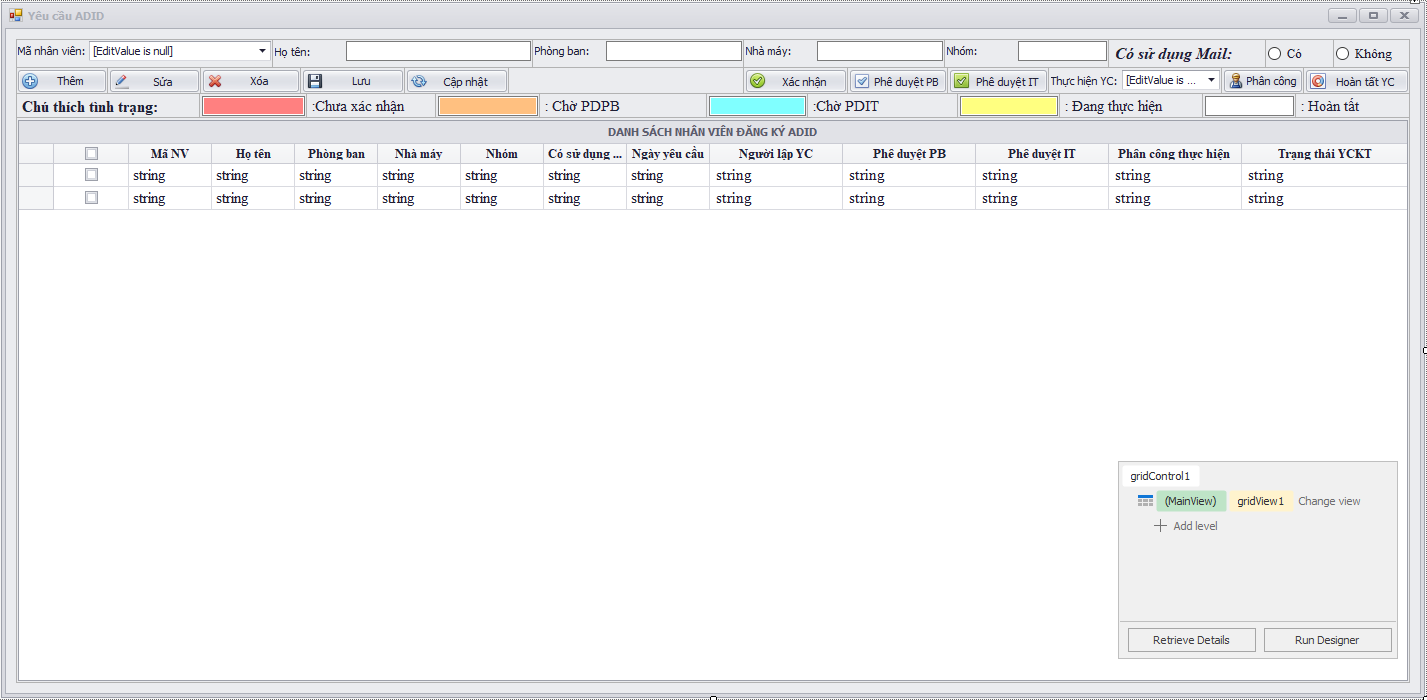 Yêu cầu ADID
Mã nhân viên: [EditValue is null] Họ tên: Phòng ban: Nhà máy: Nhóm: Có sử dụng Mail: Có Không
Thêm Sửa Xóa Lưu Cập nhật Xác nhận Phê duyệt PB Phê duyệt IT Thực hiện YC: [EditValue is ... Phân công Hoàn tất YC
Chú thích tình trạng: :Chưa xác nhận : Chờ PDPB :Chờ PDIT : Đang thực hiện : Hoàn tất
DANH SÁCH NHÂN VIÊN ĐĂNG KÝ ADID
Mã NV Họ tên Phòng ban Nhà máy Nhóm Có sử dụng ... Ngày yêu cầu Người lập YC Phê duyệt PB Phê duyệt IT Phân công thực hiện Trạng thái YCKT
string string string string string string string string string string string string
string string string string string string string string string string string string
gridControl1
(MainView) gridView1 Change view
Add level
Retrieve Details Run Designer